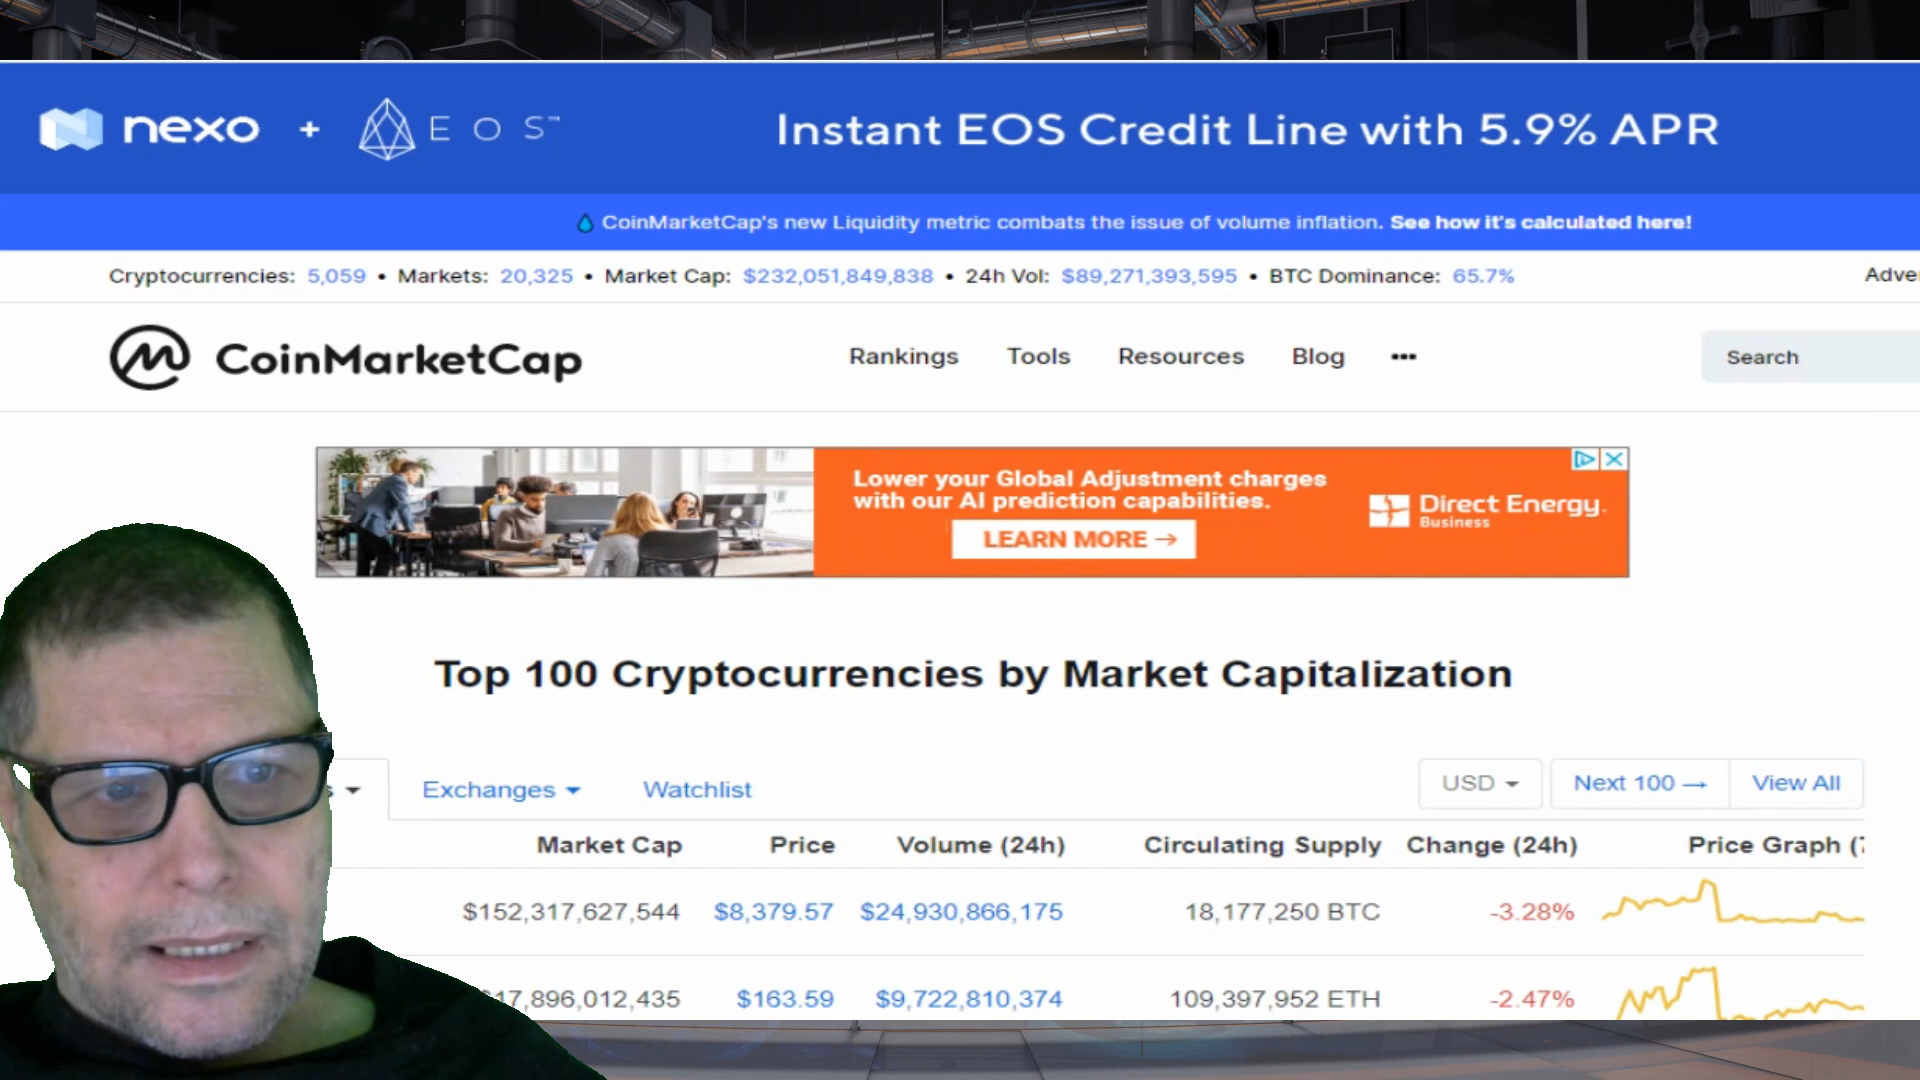 nexo + EOS™ Instant EOS Credit Line with 5.9% APR
CoinMarketCap's new Liquidity metric combats the issue of volume inflation. See how it's calculated here!
Cryptocurrencies: 5,059 • Markets: 20,325 • Market Cap: $232,051,849,838 • 24h Vol: $89,271,393,595 • BTC Dominance: 65.7%
CoinMarketCap Rankings Tools Resources Blog ••• Search
Lower your Global Adjustment charges
with our AI prediction capabilities.
LEARN MORE →
Direct Energy.
Business
Top 100 Cryptocurrencies by Market Capitalization
Exchanges Watchlist USD Next 100 → View All
Market Cap Price Volume (24h) Circulating Supply Change (24h) Price Graph
$152,317,627,544 $8,379.57 $24,930,866,175 18,177,250 BTC -3.28%
$17,896,012,435 $163.59 $9,722,810,374 109,397,952 ETH -2.47%